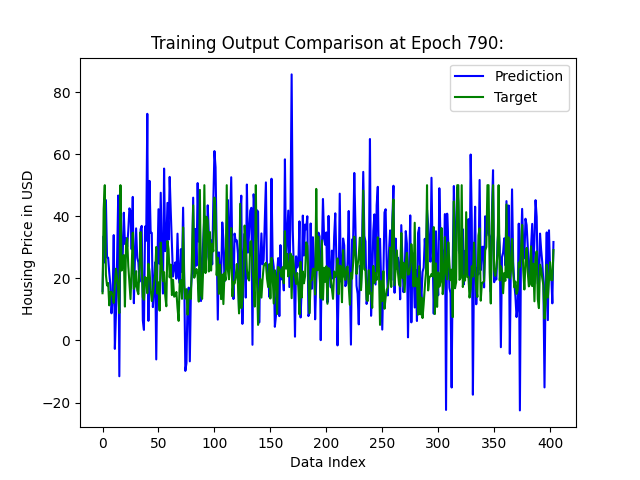 Training Output Comparison at Epoch 790:
Prediction
Target
Housing Price in USD
80
60
40
20
0
−20
0 50 100 150 200 250 300 350 400
Data Index